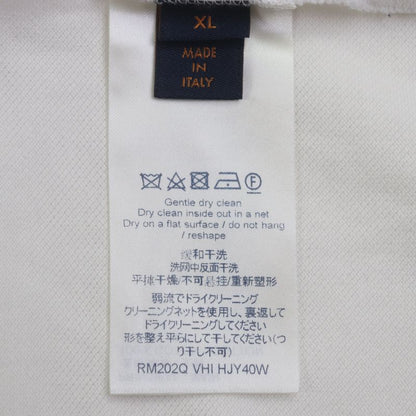 XL
MADE
IN
ITALY
Gentle dry clean
Dry clean inside out in a net
Dry on a flat surface / do not hang
/ reshape
缓和干洗
洗网中反面干洗
平摊干燥/不可悬挂/重新塑形
弱流でドライクリーニング
クリーニングネットを使用し、裏返して
ドライクリーニングしてください
形を整え平らにして干してください(つ
り干し不可)
RM202Q VHI HJY40W